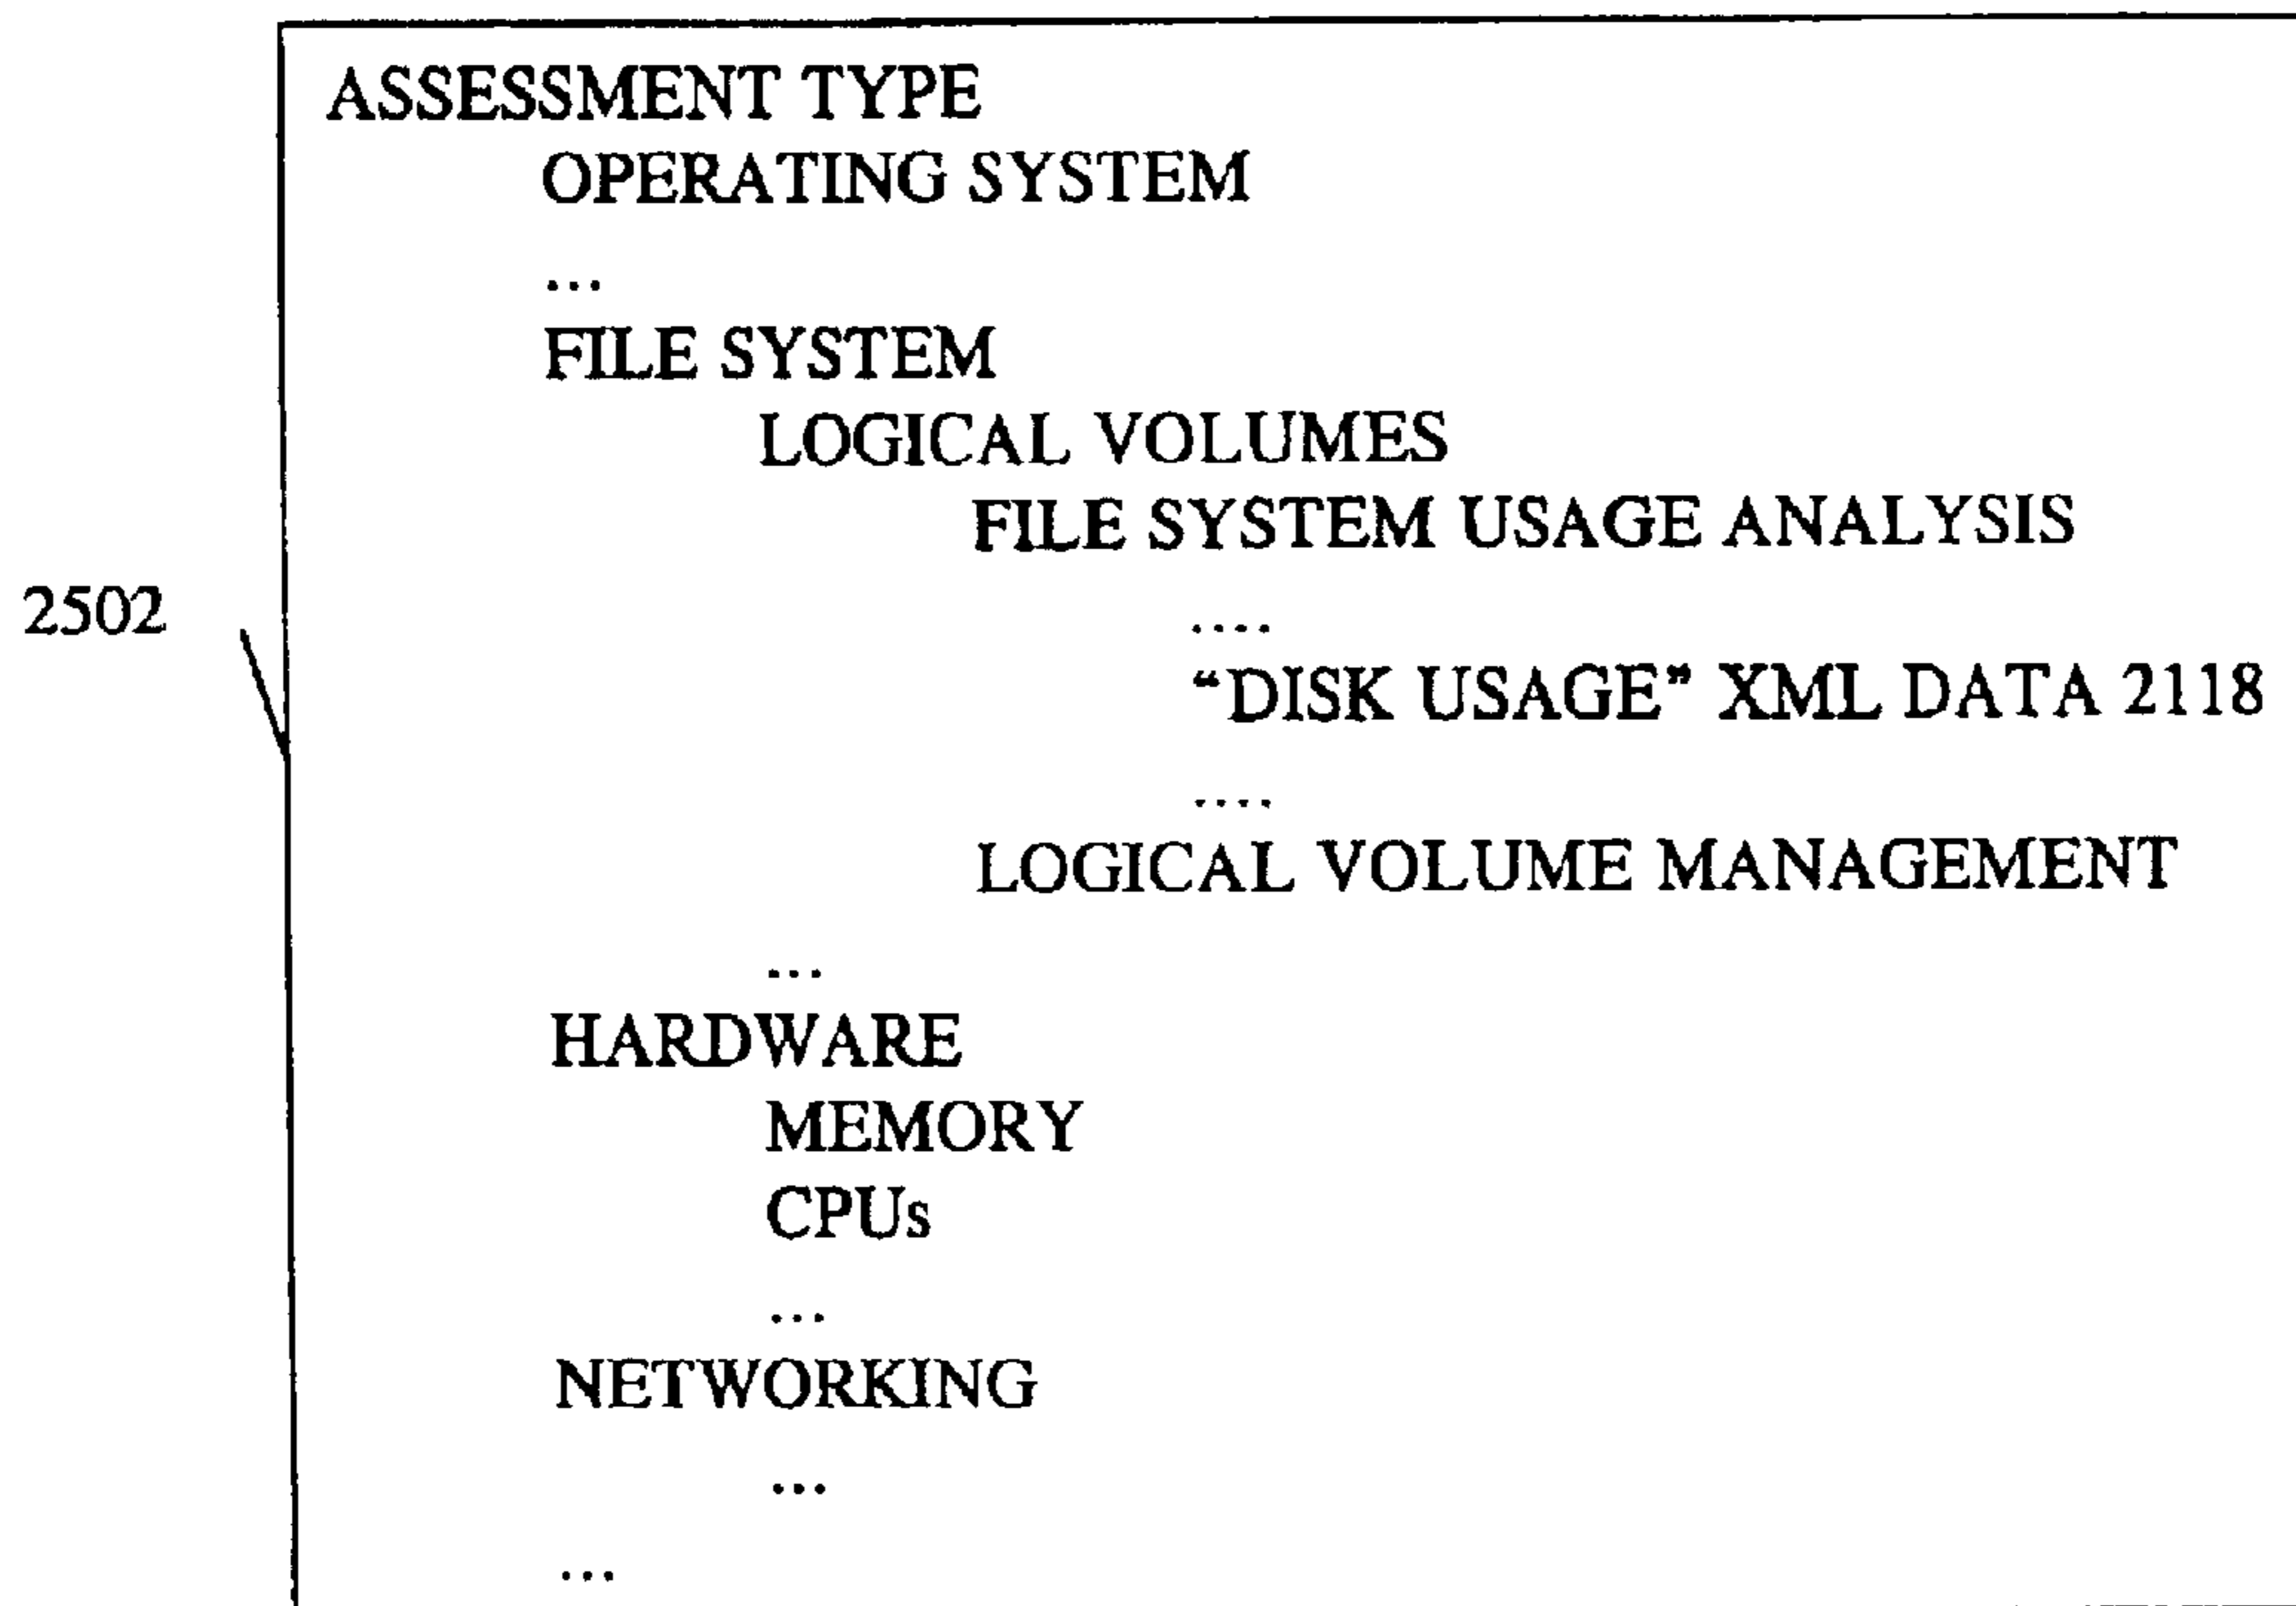 ASSESSMENT TYPE
OPERATING SYSTEM
...
FILE SYSTEM
LOGICAL VOLUMES
FILE SYSTEM USAGE ANALYSIS
2502
....
“DISK USAGE” XML DATA 2118
....
LOGICAL VOLUME MANAGEMENT
...
HARDWARE
MEMORY
CPUs
...
NETWORKING
...
...